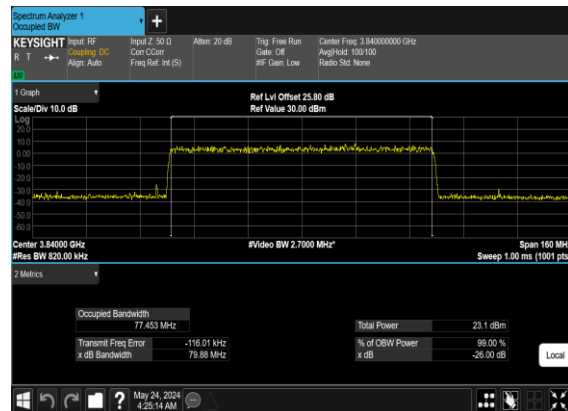 Spectrum Analyzer 1
Occupied BW
KEYSIGHT
R T
Input: RF
Coupling: DC
Align: Auto
Input Z: 50 Ω
Corr CCorr
Freq Ref: Int (S)
Atten: 20 dB
Trig: Free Run
Gate: Off
#IF Gain: Low
Center Freq: 3.840000000 GHz
Avg|Hold: 100/100
Radio Std: None
1 Graph
Scale/Div 10.0 dB
Ref Lvl Offset 25.80 dB
Ref Value 30.00 dBm
Log
20.0
10.0
0.00
-10.0
-20.0
-30.0
-40.0
-50.0
-60.0
Center 3.84000 GHz
#Res BW 820.00 kHz
#Video BW 2.7000 MHz*
Span 160 MH
Sweep 1.00 ms (1001 pts
2 Metrics
Occupied Bandwidth
77.453 MHz
Total Power 23.1 dBm
Transmit Freq Error -116.01 kHz
% of OBW Power 99.00 %
x dB Bandwidth 79.88 MHz
x dB -26.00 dB
Local
?
May 24, 2024
4:25:14 AM